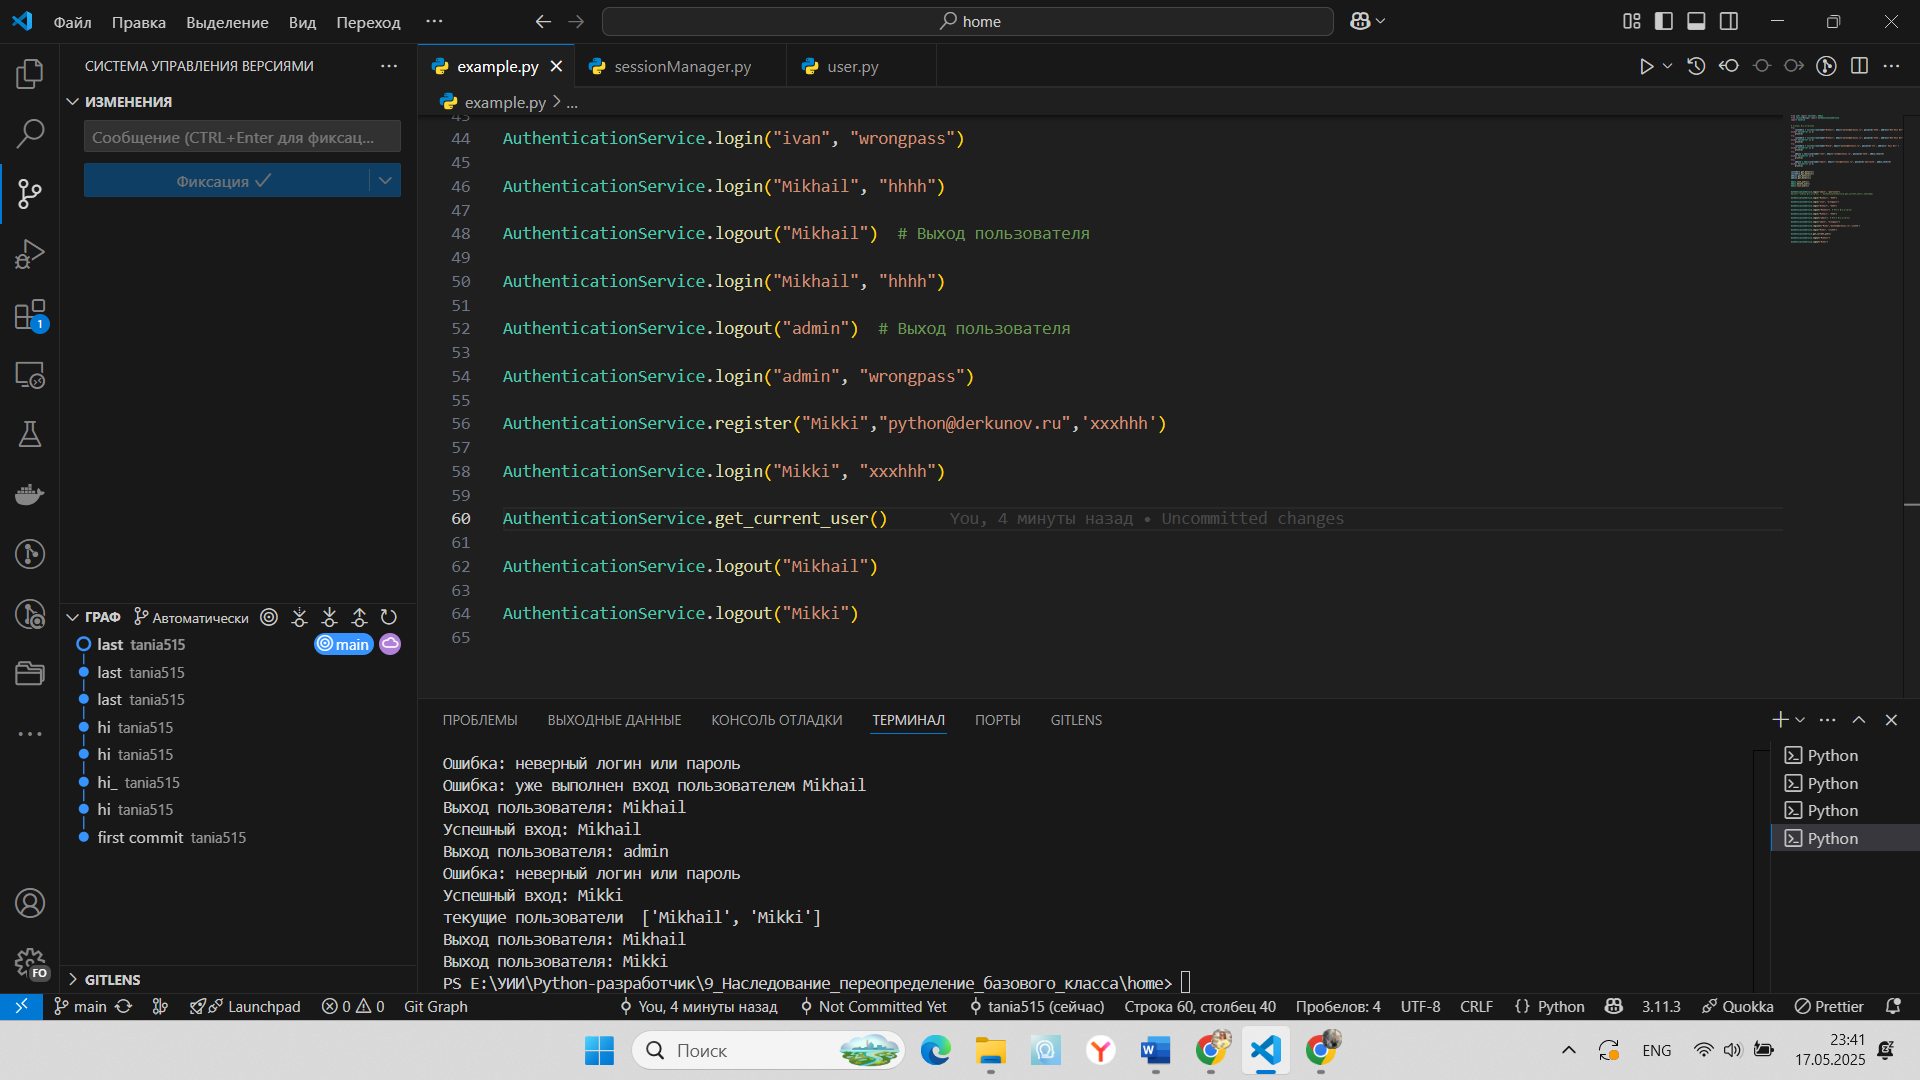 Файл Правка Выделение Вид Переход ··· home
СИСТЕМА УПРАВЛЕНИЯ ВЕРСИЯМИ
ИЗМЕНЕНИЯ
Сообщение (CTRL+Enter для фиксац...
Фиксация
1
FO
ГРАФ Автоматически
last tania515 main
last tania515
last tania515
hi tania515
hi tania515
hi_ tania515
hi tania515
first commit tania515
GITLENS
example.py sessionManager.py user.py
example.py > ...
43
44 AuthenticationService.login("ivan", "wrongpass")
45
46 AuthenticationService.login("Mikhail", "hhhh")
47
48 AuthenticationService.logout("Mikhail")  # Выход пользователя
49
50 AuthenticationService.login("Mikhail", "hhhh")
51
52 AuthenticationService.logout("admin")  # Выход пользователя
53
54 AuthenticationService.login("admin", "wrongpass")
55
56 AuthenticationService.register("Mikki","python@derkunov.ru",'xxxhhh')
57
58 AuthenticationService.login("Mikki", "xxxhhh")
59
60 AuthenticationService.get_current_user() You, 4 минуты назад • Uncommitted changes
61
62 AuthenticationService.logout("Mikhail")
63
64 AuthenticationService.logout("Mikki")
65
ПРОБЛЕМЫ ВЫХОДНЫЕ ДАННЫЕ КОНСОЛЬ ОТЛАДКИ ТЕРМИНАЛ ПОРТЫ GITLENS
Ошибка: неверный логин или пароль
Ошибка: уже выполнен вход пользователем Mikhail
Выход пользователя: Mikhail
Успешный вход: Mikhail
Выход пользователя: admin
Ошибка: неверный логин или пароль
Успешный вход: Mikki
текущие пользователи  ['Mikhail', 'Mikki']
Выход пользователя: Mikhail
Выход пользователя: Mikki
PS E:\УИИ\Python-разработчик\9_Наследование_переопределение_базового_класса\home>
Python
Python
Python
Python
main Launchpad 0 0 Git Graph You, 4 минуты назад Not Committed Yet tania515 (сейчас) Строка 60, столбец 40 Пробелов: 4 UTF-8 CRLF {} Python 3.11.3 Quokka Prettier
Поиск ENG 23:41
17.05.2025